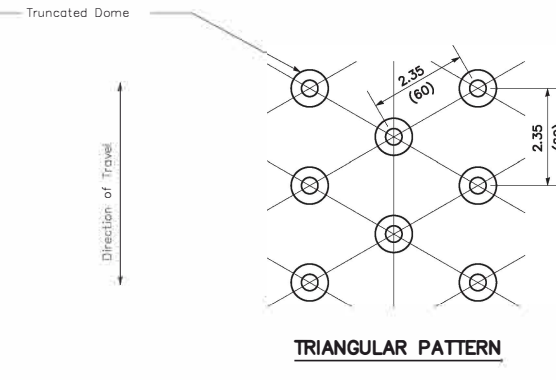 Truncated Dome
2.35
(60)
2.35
Direction of Travel
TRIANGULAR PATTERN